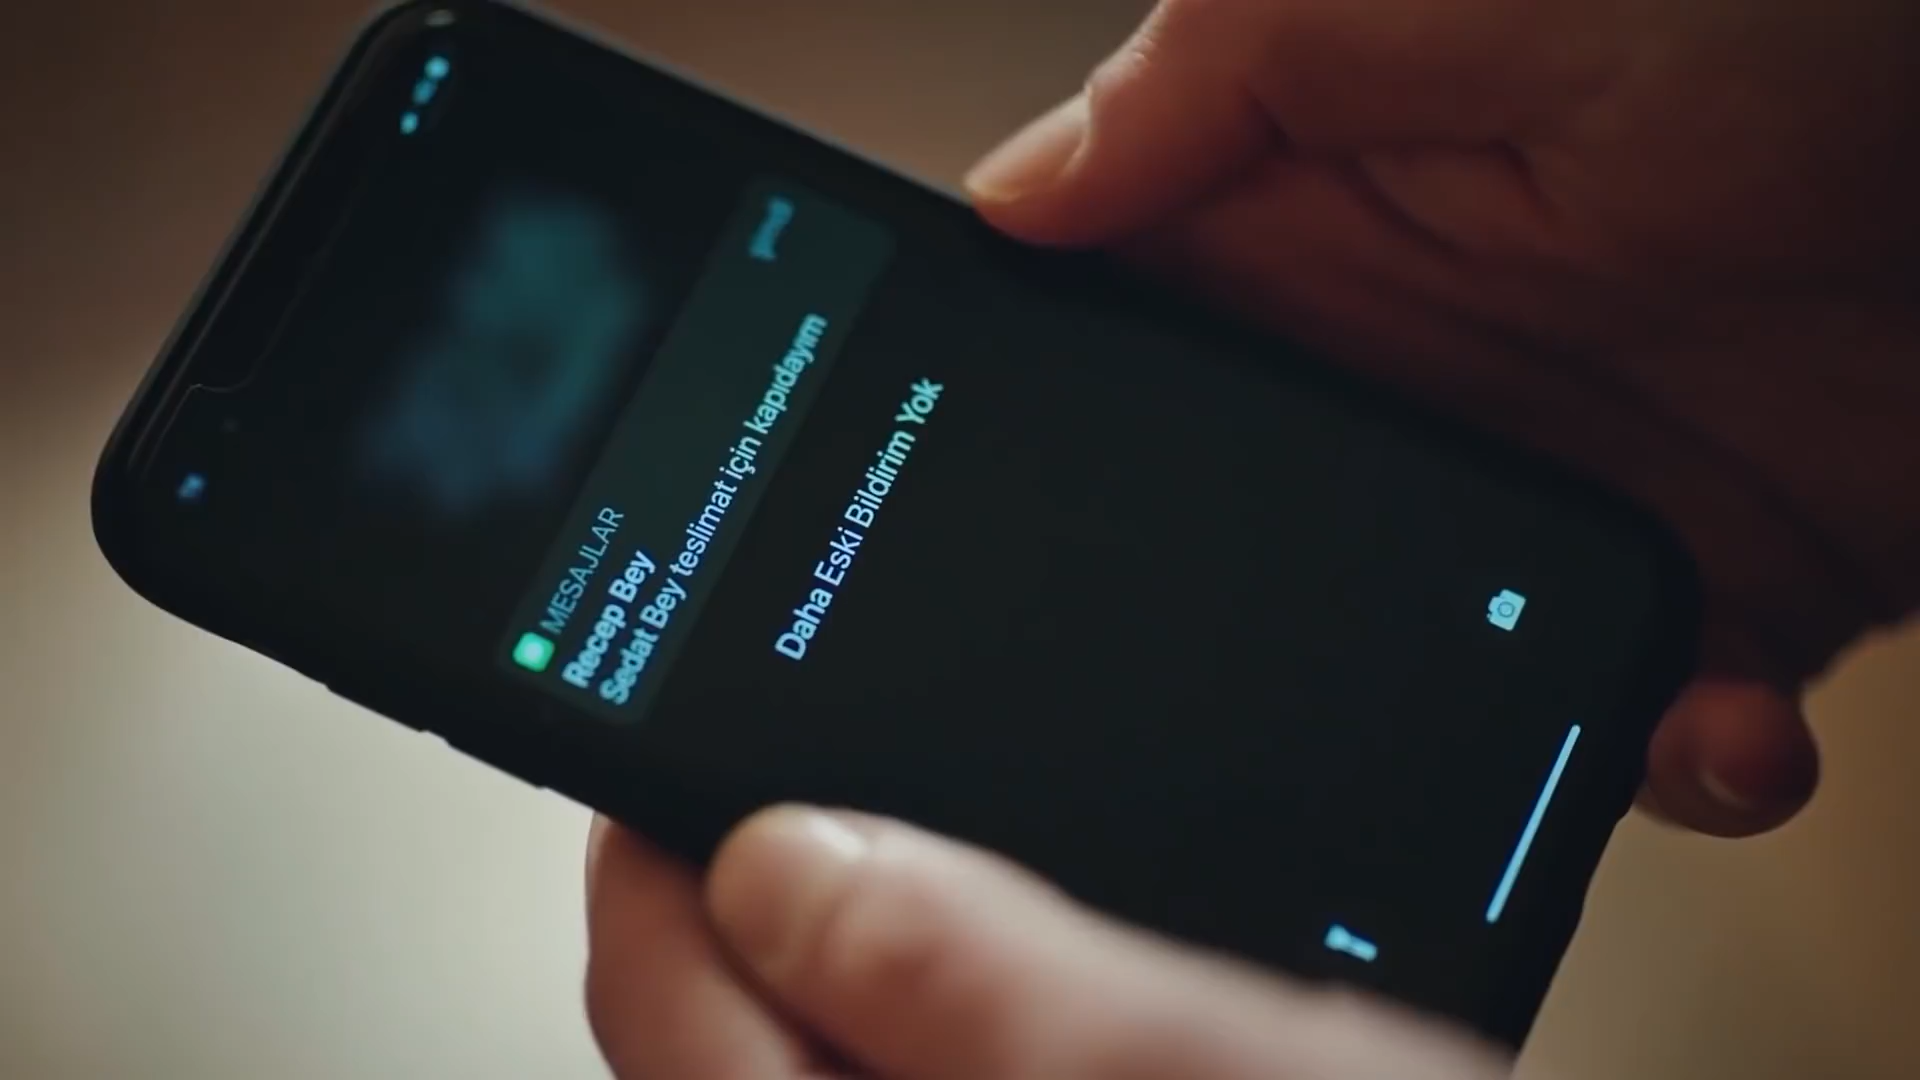 MESAJLAR
Recep Bey
Sedat Bey teslimat için kapıdayım
Daha Eski Bildirim Yok